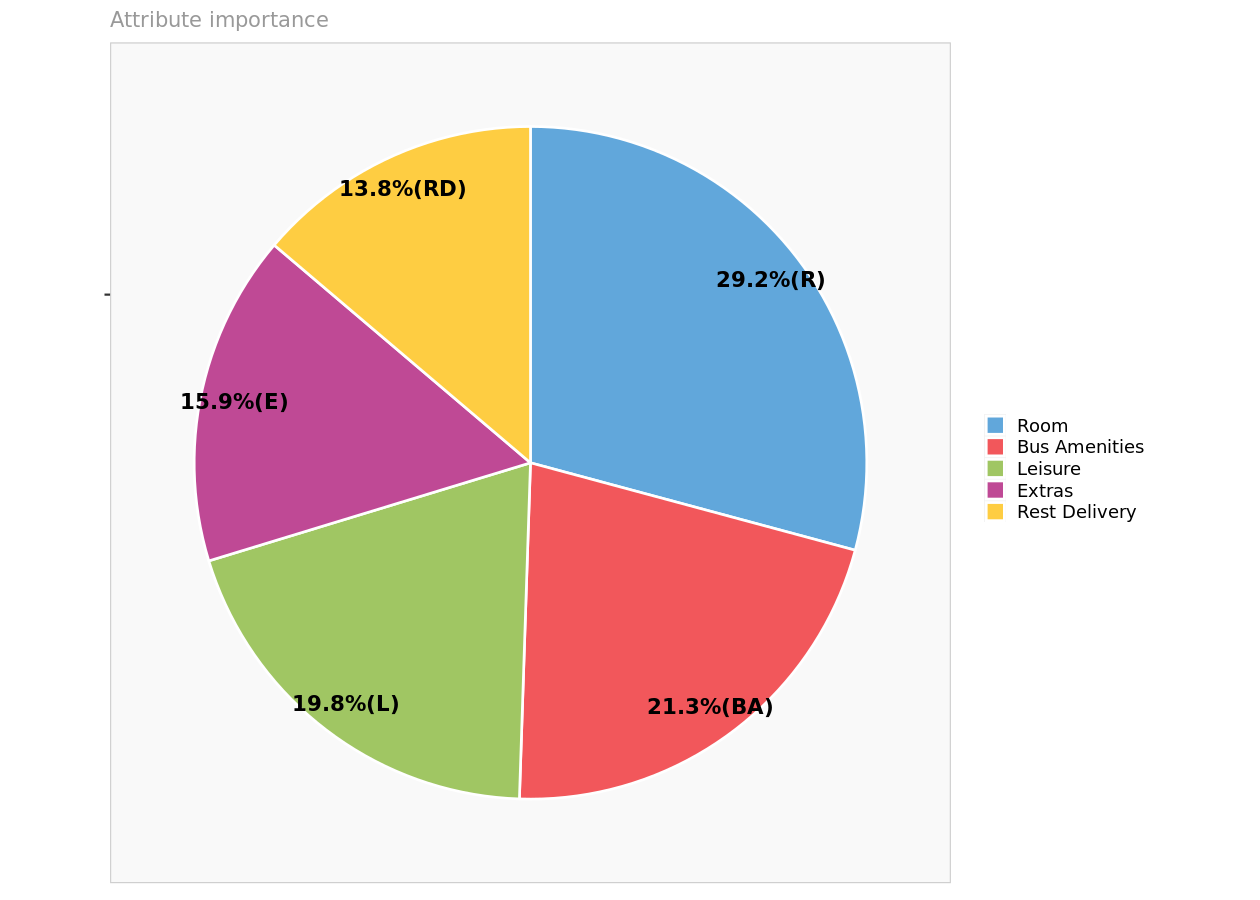 Attribute importance
13.8%(RD)
29.2%(R)
15.9%(E)
19.8%(L)
21.3%(BA)
Room
Bus Amenities
Leisure
Extras
Rest Delivery